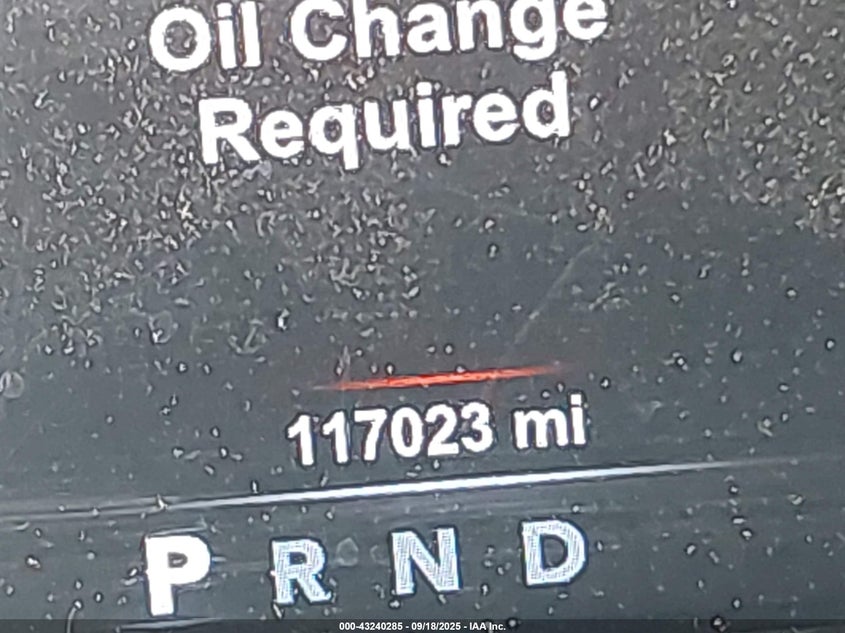 Oil Change
Required
117023 mi
P R N D
000-43240285 - 09/18/2025 - IAA Inc.